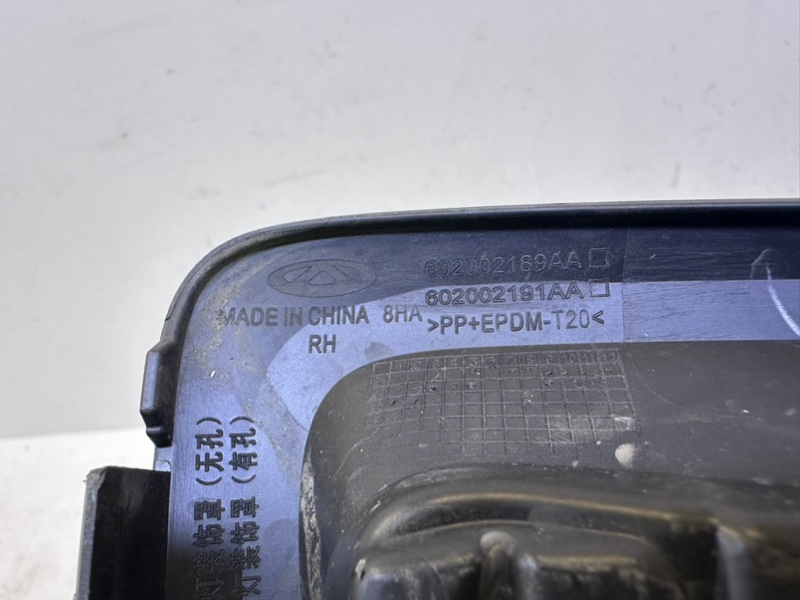 602002169AA
602002191AA
MADE IN CHINA 8HA >PP+EPDM-T20<
RH
灯装饰罩（无孔）
灯装饰罩（有孔）